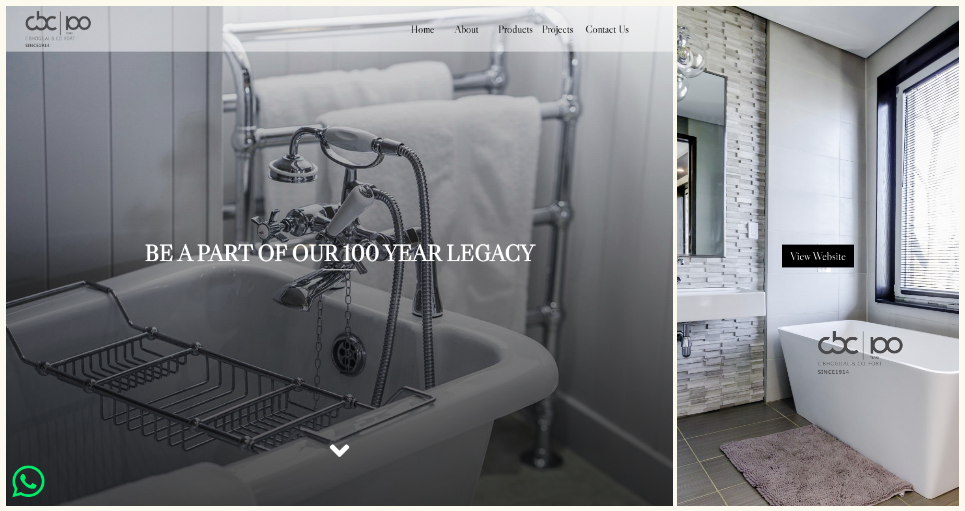 cbc 100
SINCE1914
Home About Products Projects Contact Us
BE A PART OF OUR 100 YEAR LEGACY
View Website
cbc 100
SINCE1914